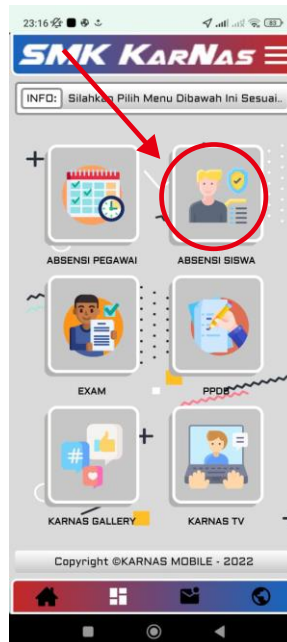 23:16
83
SMK KARNAS
INFO: Silahkan Pilih Menu Dibawah Ini Sesuai..
ABSENSI PEGAWAI ABSENSI SISWA
EXAM PPDB
#
KARNAS GALLERY KARNAS TV
Copyright ©KARNAS MOBILE - 2022